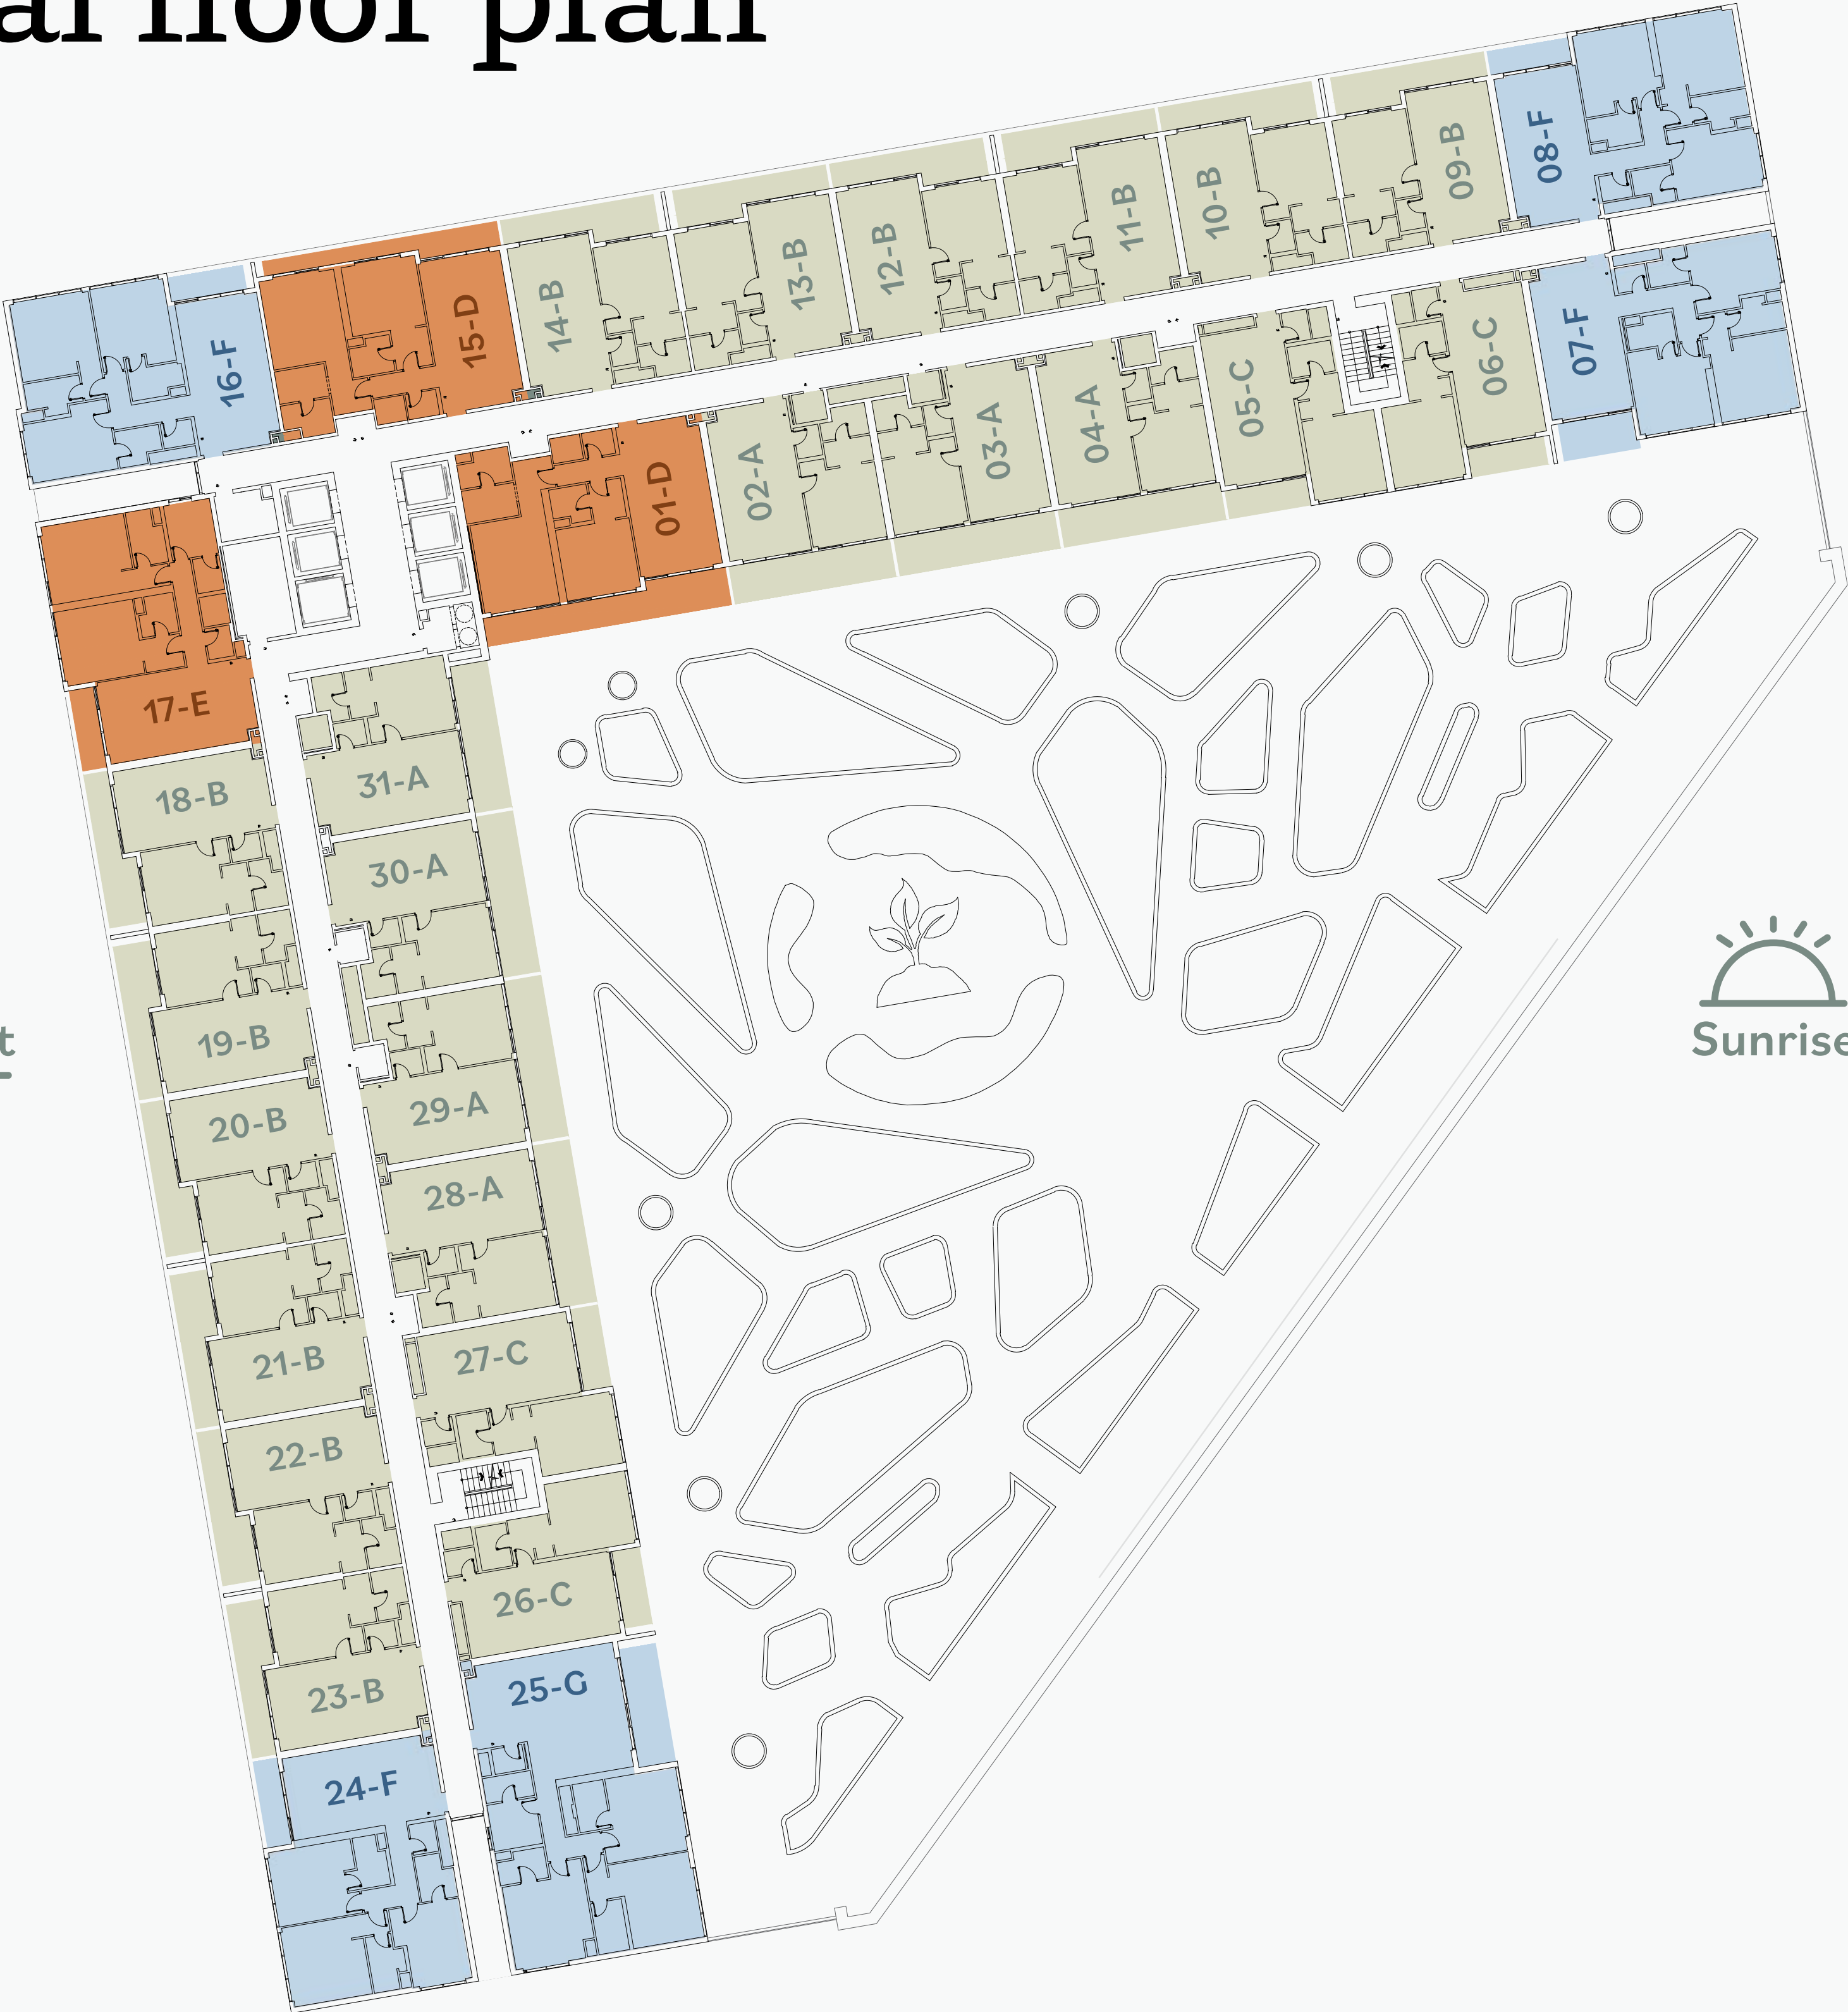 al floor plan
08-F
09-B
10-B
11-B
12-B
13-B
14-B
15-D
16-F
07-F
06-C
05-C
04-A
03-A
02-A
01-D
17-E
18-B
31-A
30-A
19-B
20-B
29-A
28-A
21-B
27-C
22-B
26-C
23-B
25-G
24-F
t
Sunrise